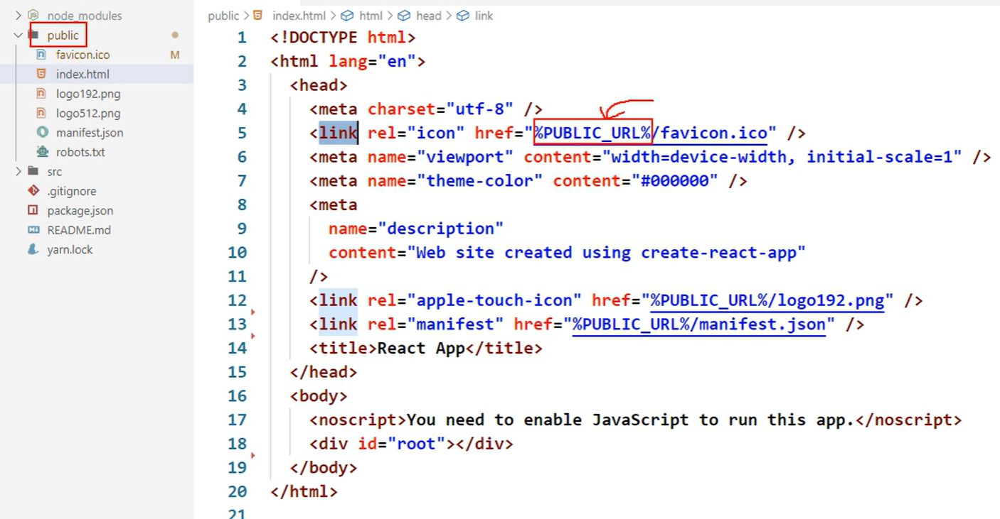 node_modules
public
favicon.ico M
index.html
logo192.png
logo512.png
manifest.json
robots.txt
src
.gitignore
package.json
README.md
yarn.lock
public > index.html > html > head > link
1 <!DOCTYPE html>
2 <html lang="en">
3 <head>
4 <meta charset="utf-8" />
5 <link rel="icon" href="%PUBLIC_URL%/favicon.ico" />
6 <meta name="viewport" content="width=device-width, initial-scale=1" />
7 <meta name="theme-color" content="#000000" />
8 <meta
9 name="description"
10 content="Web site created using create-react-app"
11 />
12 <link rel="apple-touch-icon" href="%PUBLIC_URL%/logo192.png" />
13 <link rel="manifest" href="%PUBLIC_URL%/manifest.json" />
14 <title>React App</title>
15 </head>
16 <body>
17 <noscript>You need to enable JavaScript to run this app.</noscript>
18 <div id="root"></div>
19 </body>
20 </html>
21